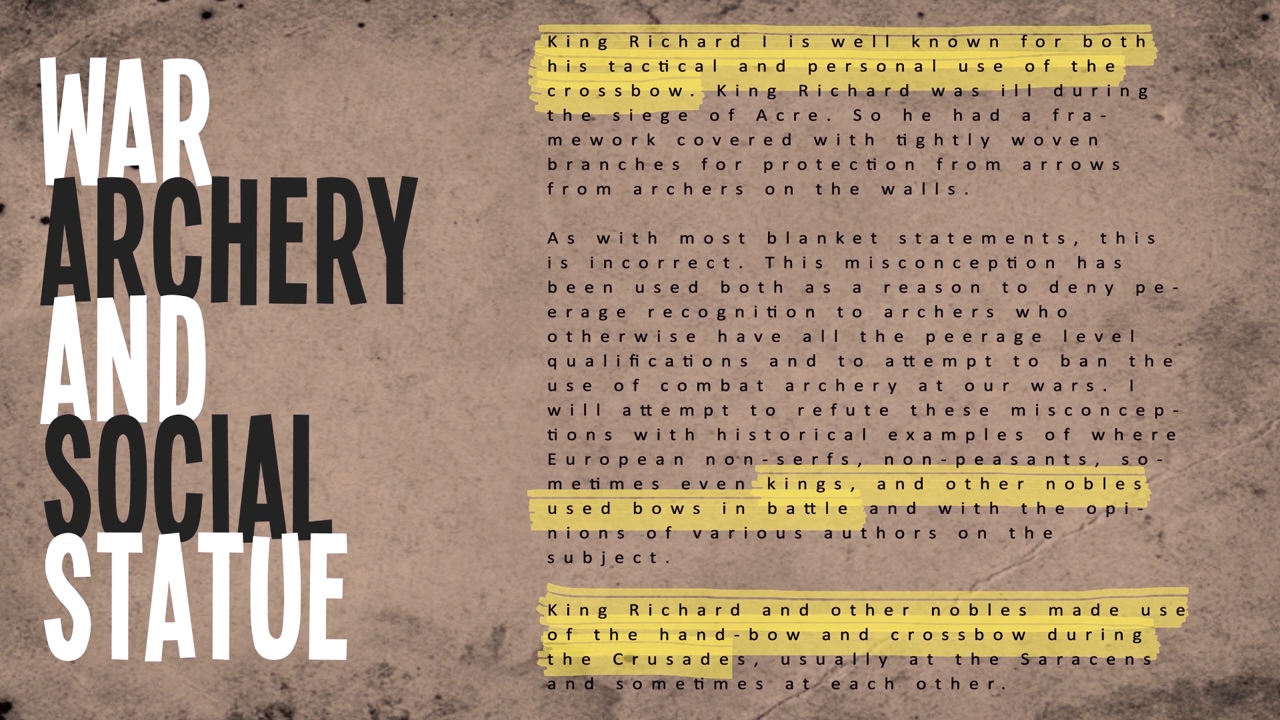 WAR
ARCHERY
AND
SOCIAL
STATUE
King Richard I is well known for both
his tactical and personal use of the
crossbow. King Richard was ill during
the siege of Acre. So he had a fra-
mework covered with tightly woven
branches for protection from arrows
from archers on the walls.
As with most blanket statements, this
is incorrect. This misconception has
been used both as a reason to deny pe-
erage recognition to archers who
otherwise have all the peerage level
qualifications and to attempt to ban the
use of combat archery at our wars. I
will attempt to refute these misconcep-
tions with historical examples of where
European non-serfs, non-peasants, so-
metimes even kings, and other nobles
used bows in battle and with the opi-
nions of various authors on the
subject.
King Richard and other nobles made use
of the hand-bow and crossbow during
the Crusades, usually at the Saracens
and sometimes at each other.